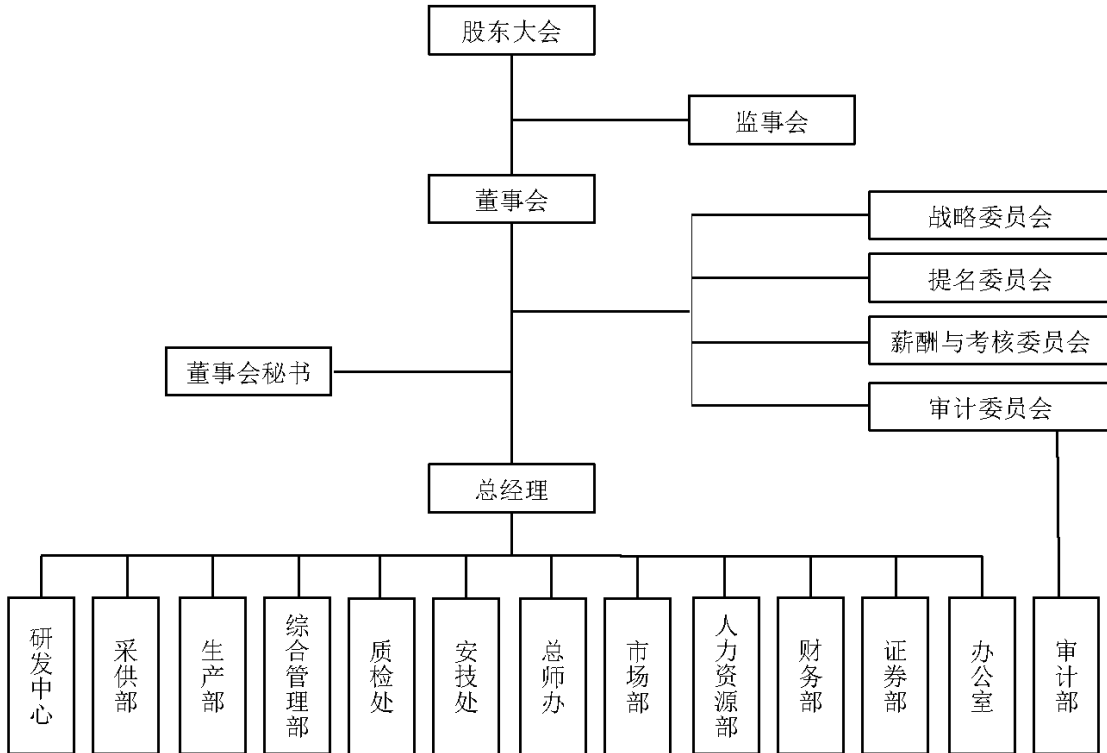 股东大会
监事会
董事会
战略委员会
提名委员会
薪酬与考核委员会
董事会秘书
审计委员会
总经理
研发中心
采供部
生产部
综合管理部
质检处
安技处
总师办
市场部
人力资源部
财务部
证券部
办公室
审计部